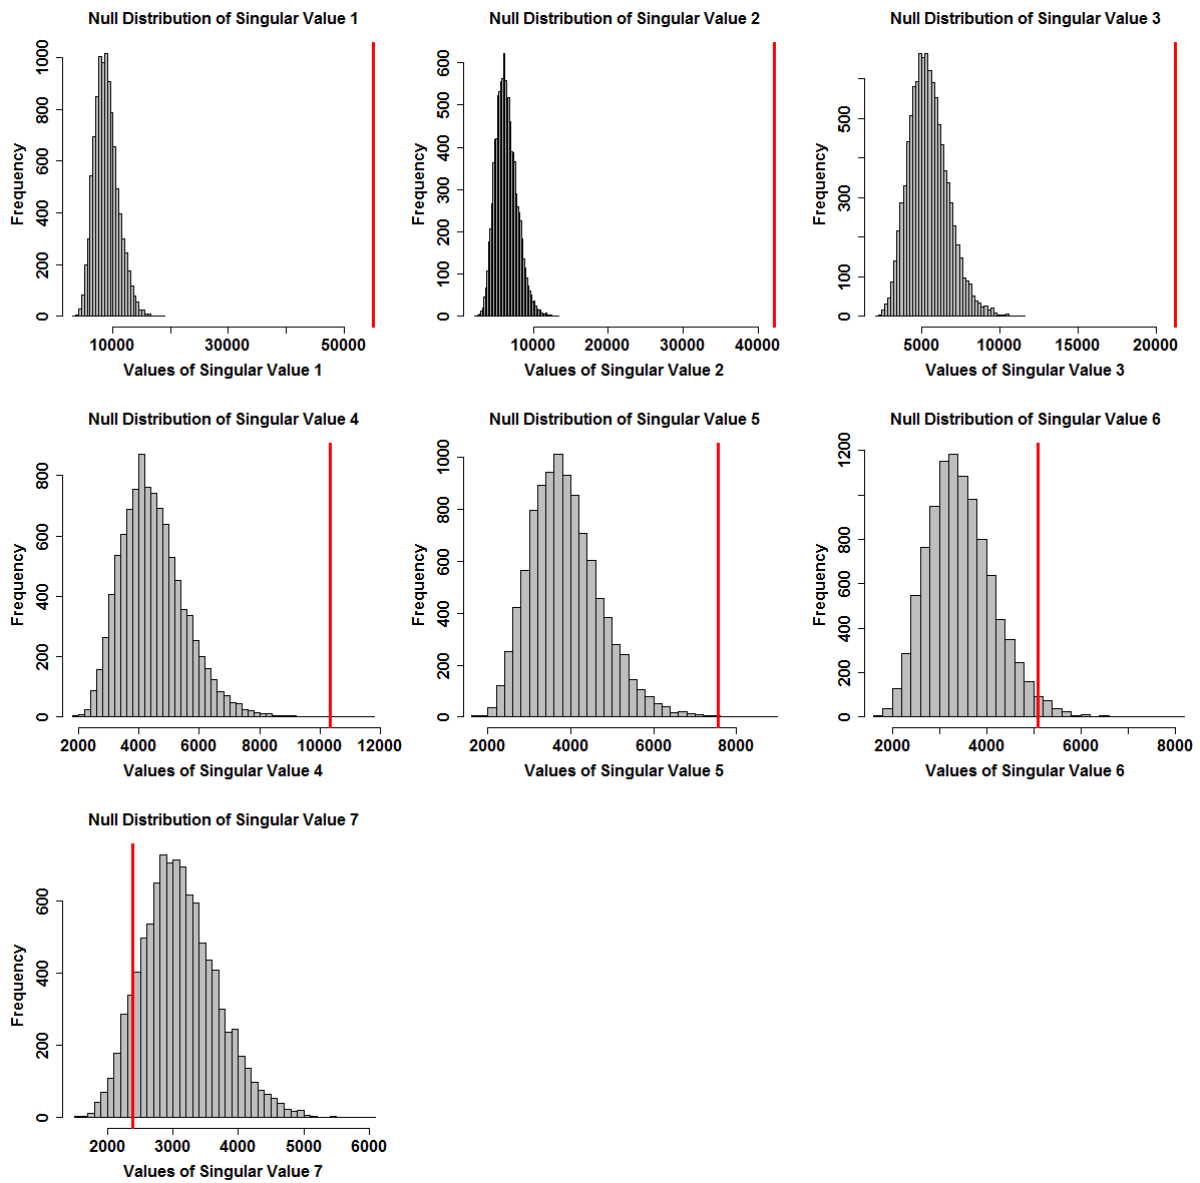 Null Distribution of Singular Value 1
Frequency
0 200 400 600 800 1000
10000 30000 50000
Values of Singular Value 1
Null Distribution of Singular Value 2
Frequency
0 100 200 300 400 500 600
10000 20000 30000 40000
Values of Singular Value 2
Null Distribution of Singular Value 3
Frequency
0 100 300 500
5000 10000 15000 20000
Values of Singular Value 3
Null Distribution of Singular Value 4
Frequency
0 200 400 600 800
2000 4000 6000 8000 10000 12000
Values of Singular Value 4
Null Distribution of Singular Value 5
Frequency
0 200 400 600 800 1000
2000 4000 6000 8000
Values of Singular Value 5
Null Distribution of Singular Value 6
Frequency
0 200 400 600 800 1200
2000 4000 6000 8000
Values of Singular Value 6
Null Distribution of Singular Value 7
Frequency
0 200 400 600
2000 3000 4000 5000 6000
Values of Singular Value 7